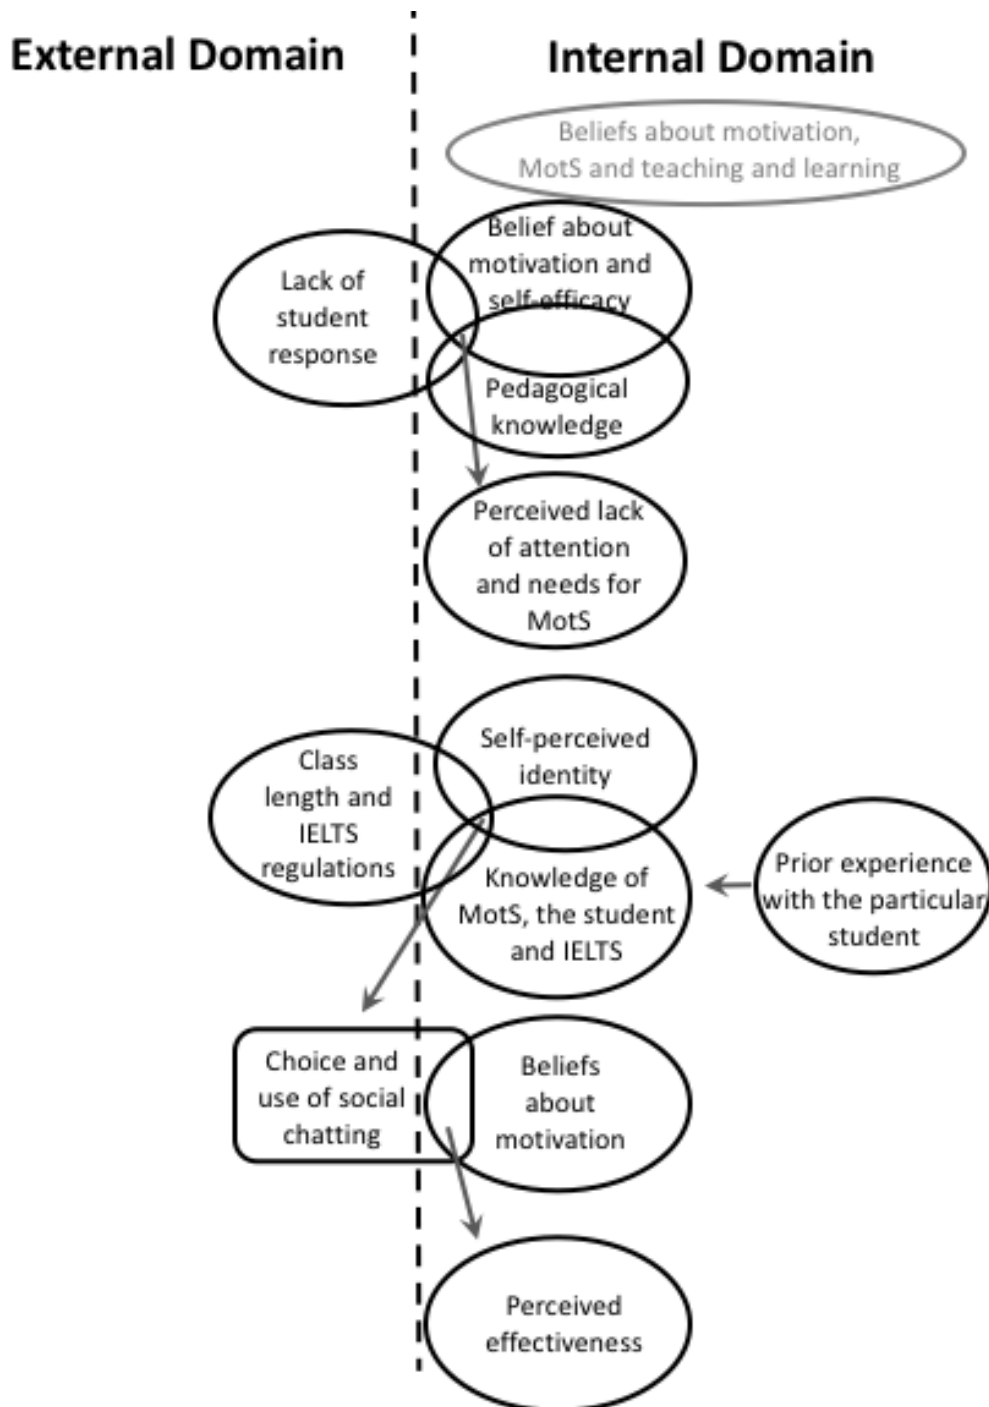 External Domain
Internal Domain
Beliefs about motivation,
MotS and teaching and learning
Belief about
motivation and
self-efficacy
Lack of
student
response
Pedagogical
knowledge
Perceived lack
of attention
and needs for
MotS
Self-perceived
identity
Class
length and
IELTS
regulations
Knowledge of
MotS, the student
and IELTS
Prior experience
with the particular
student
Choice and
use of social
chatting
Beliefs
about
motivation
Perceived
effectiveness